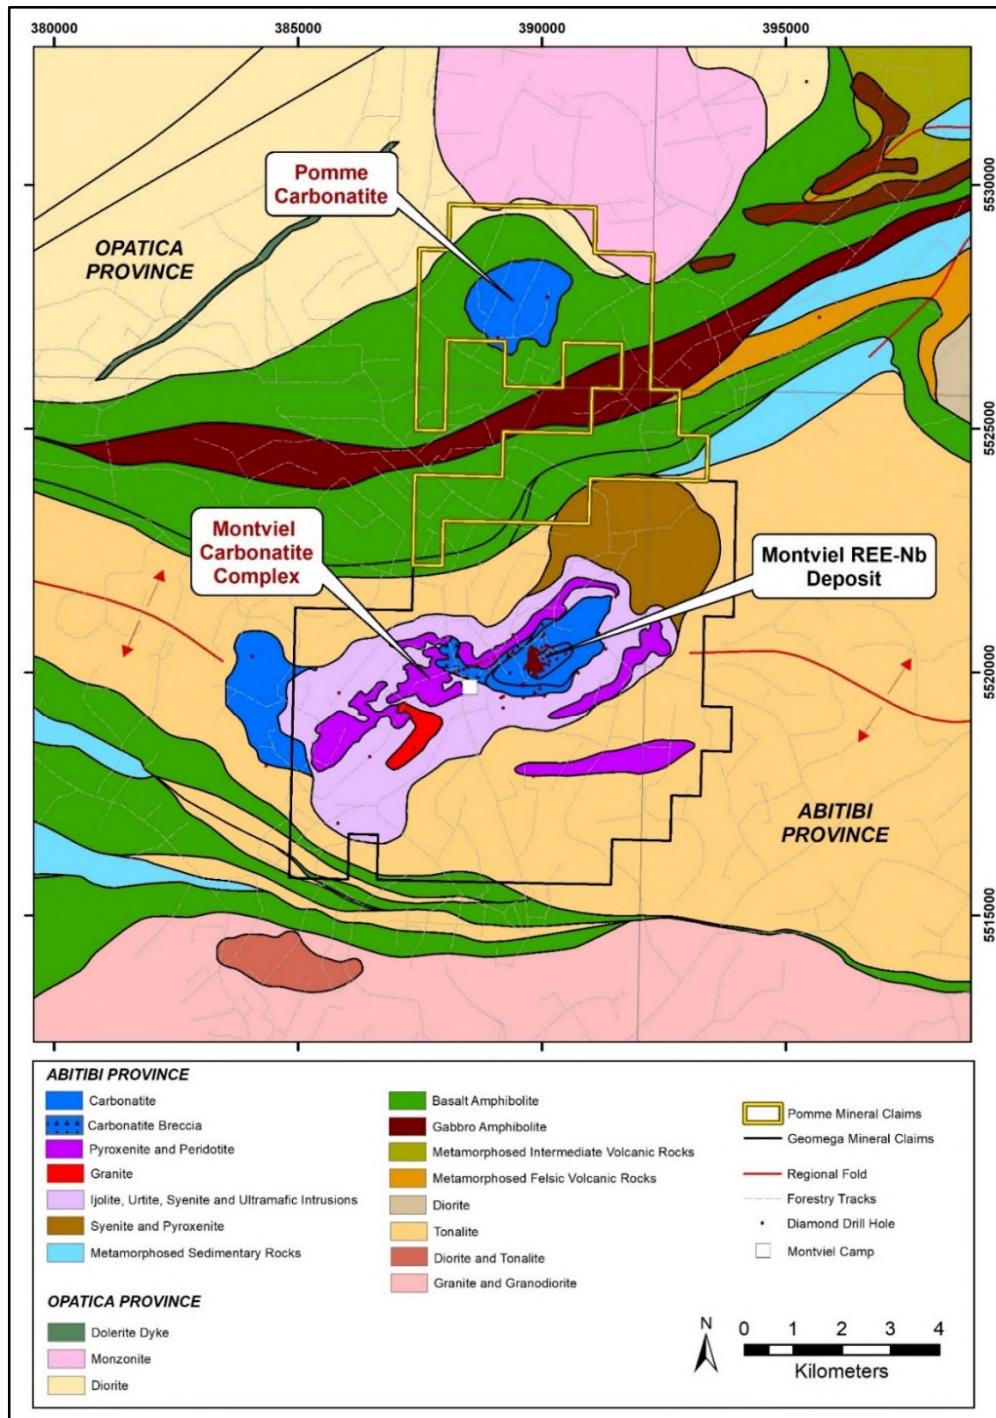 380000
385000
390000
395000
5530000
Pomme
Carbonatite
OPATICA
PROVINCE
5525000
Montviel
Carbonatite
Complex
Montviel REE-Nb
Deposit
5520000
ABITIBI
PROVINCE
5515000
ABITIBI PROVINCE
Carbonatite
Carbonatite Breccia
Pyroxenite and Peridotite
Granite
Ijolite, Urtite, Syenite and Ultramafic Intrusions
Syenite and Pyroxenite
Metamorphosed Sedimentary Rocks
OPATICA PROVINCE
Dolerite Dyke
Monzonite
Diorite
Basalt Amphibolite
Gabbro Amphibolite
Metamorphosed Intermediate Volcanic Rocks
Metamorphosed Felsic Volcanic Rocks
Diorite
Tonalite
Diorite and Tonalite
Granite and Granodiorite
Pomme Mineral Claims
Geomega Mineral Claims
Regional Fold
Forestry Tracks
Diamond Drill Hole
Montviel Camp
N
0 1 2 3 4
Kilometers